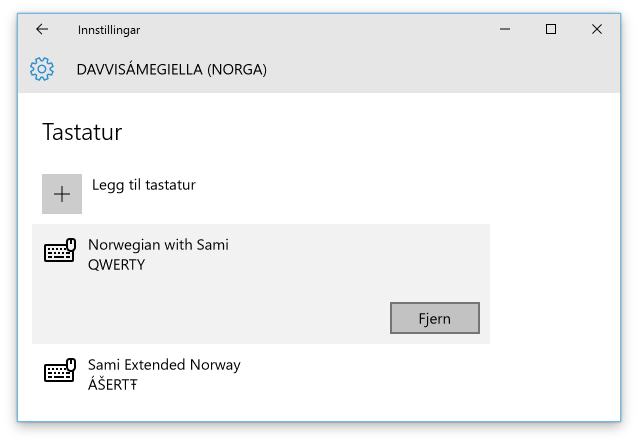 Innstillingar
DAVVISÁMEGIELLA (NORGA)
Tastatur
Legg til tastatur
Norwegian with Sami
QWERTY
Fjern
Sami Extended Norway
ÁŠERTŦ